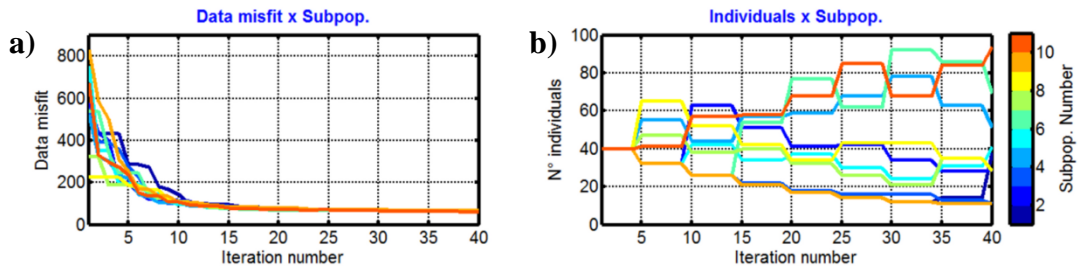 a)
Data misfit x Subpop.
Data misfit
800
600
400
200
0
5 10 15 20 25 30 35 40
Iteration number
b)
Individuals x Subpop.
N° individuals
100
80
60
40
20
0
5 10 15 20 25 30 35 40
Iteration number
10
8
6
4
2
Subpop. Number